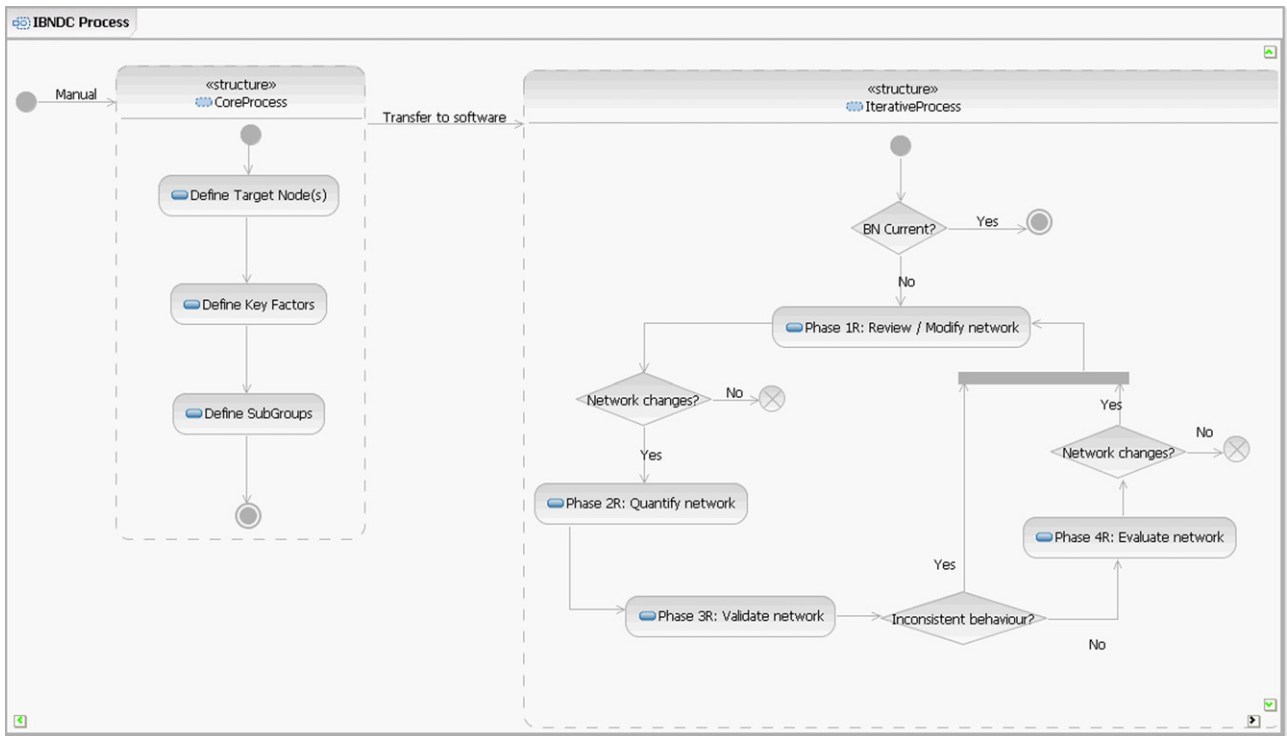 IBNDC Process
Manual
«structure»
CoreProcess
Define Target Node(s)
Define Key Factors
Define SubGroups
Transfer to software
«structure»
IterativeProcess
BN Current?
Yes
No
Phase 1R: Review / Modify network
Network changes?
No
Yes
Phase 2R: Quantify network
Phase 3R: Validate network
Inconsistent behaviour?
Yes
No
Phase 4R: Evaluate network
Network changes?
Yes
No